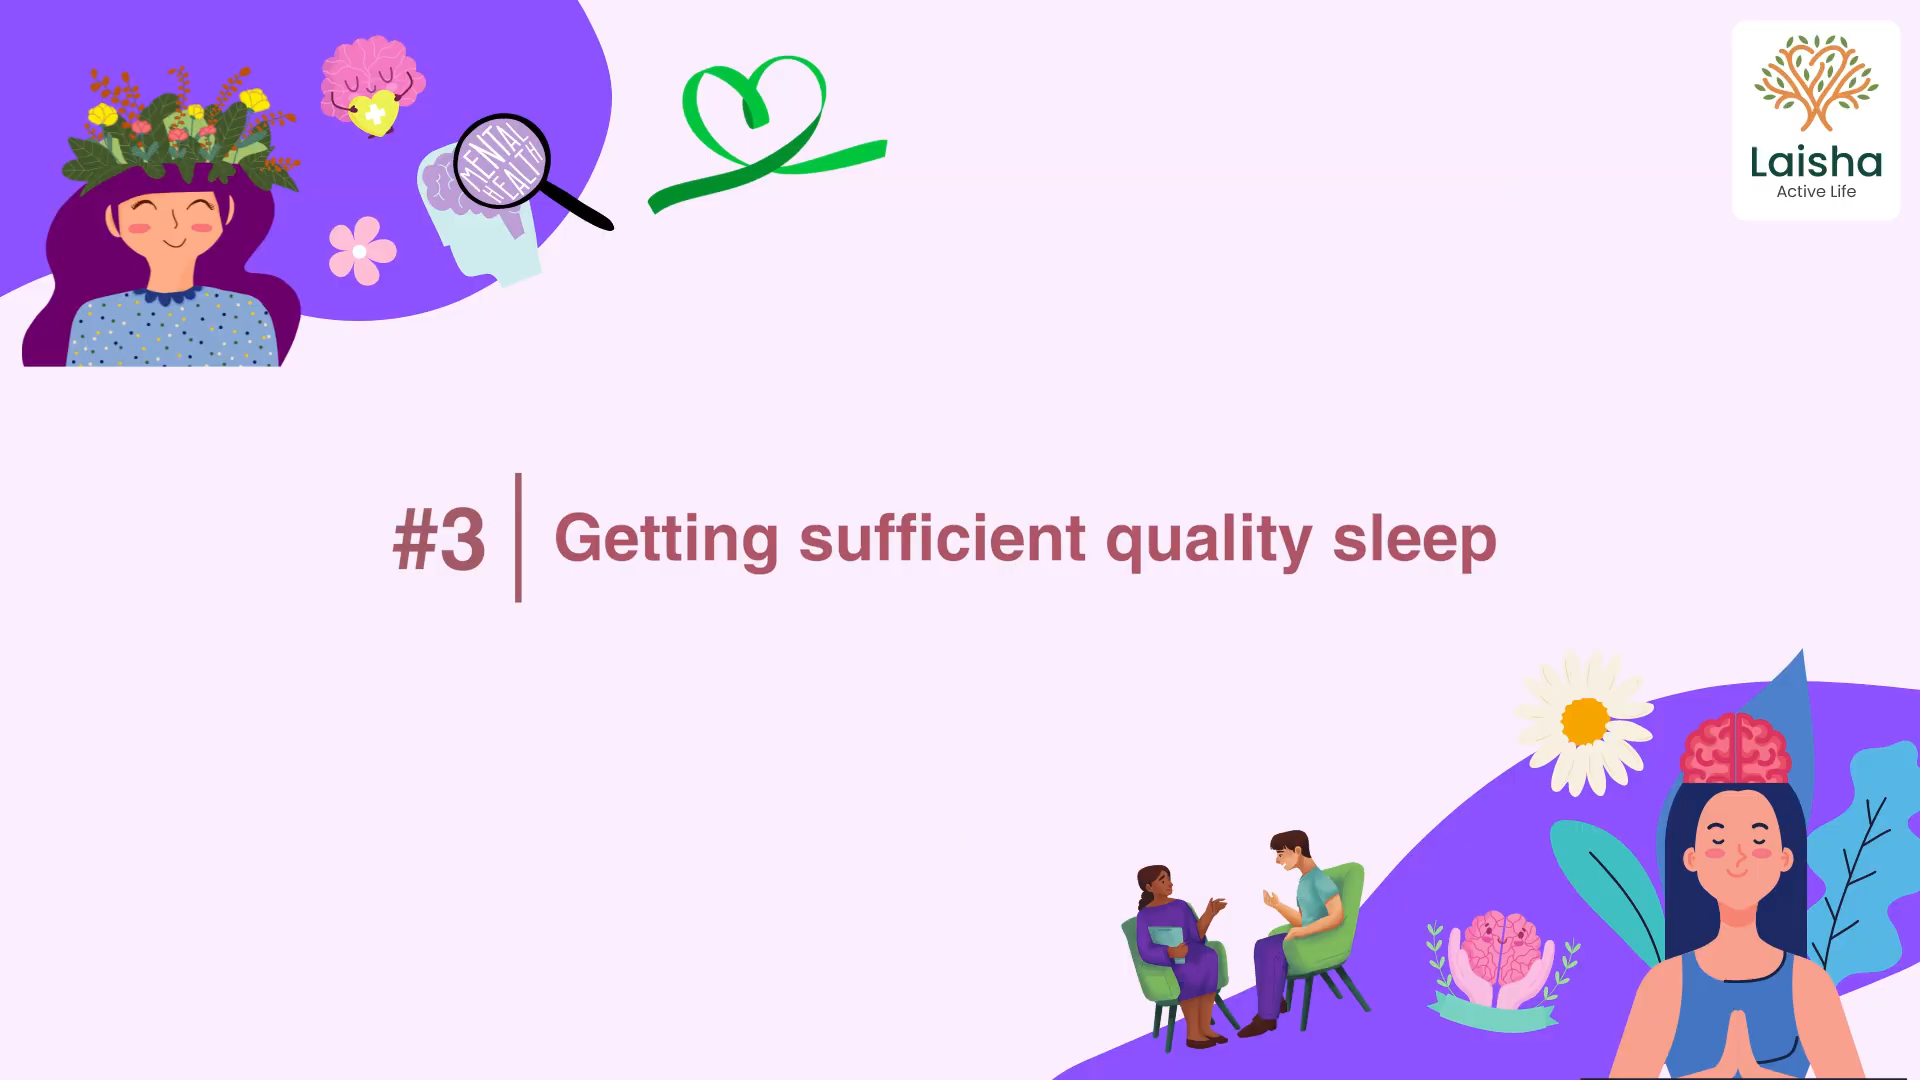 MENTAL
HEALTH
Laisha
Active Life
#3
Getting sufficient quality sleep